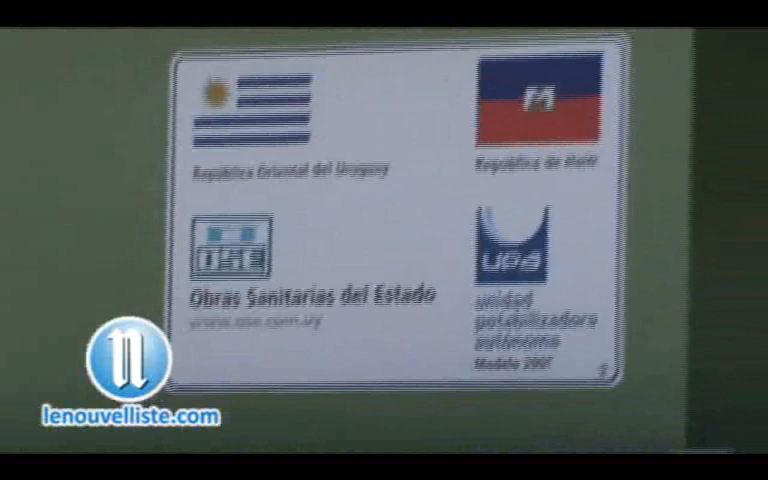 República Oriental del Uruguay
República de Haití
OSE
Obras Sanitarias del Estado
www.ose.com.uy
UPA
unidad
potabilizadora
autónoma
Modelo 2007
n
lenouvelliste.com